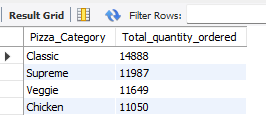 Result Grid Filter Rows:
Pizza_Category Total_quantity_ordered
Classic 14888
Supreme 11987
Veggie 11649
Chicken 11050